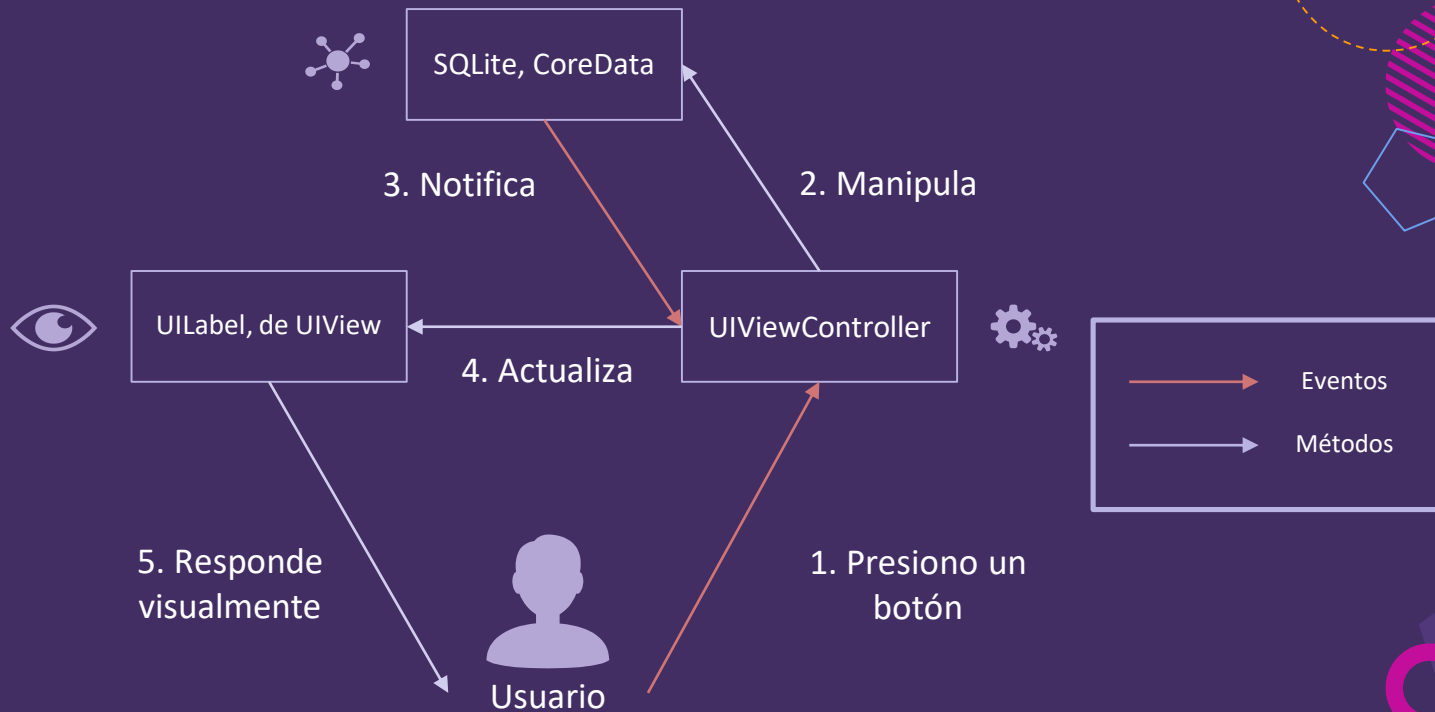 SQLite, CoreData
3. Notifica
2. Manipula
UILabel, de UIView
UIViewController
4. Actualiza
Eventos
Métodos
5. Responde
visualmente
1. Presiono un
botón
Usuario